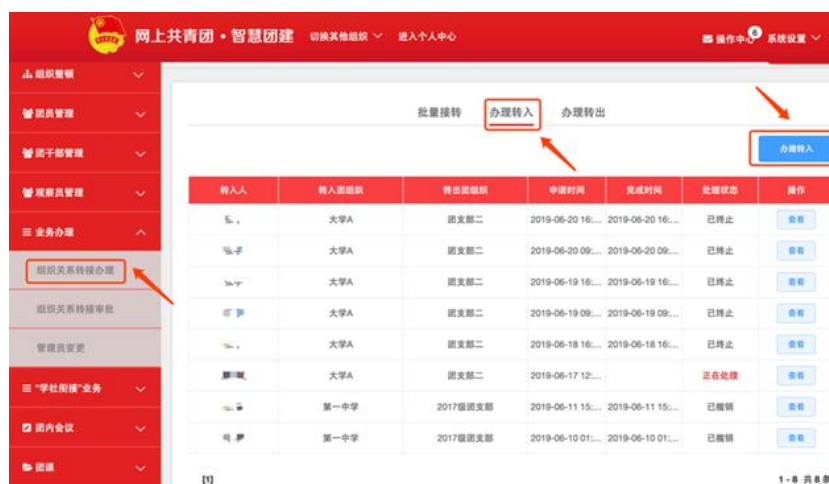 网上共青团·智慧团建 切换其他组织 进入个人中心 操作中心 6 系统设置
组织整顿
团员管理
团干部管理
观察员管理
业务办理
组织关系转接办理
组织关系转接审批
管理员变更
"学社衔接"业务
团内会议
团课
批量接转 办理转入 办理转出
办理转入
转入人 转入团组织 转出团组织 申请时间 完成时间 处理状态 操作
大学A 团支部二 2019-06-20 16:... 2019-06-20 16:... 已终止 查看
大学A 团支部二 2019-06-20 09:... 2019-06-20 09:... 已终止 查看
大学A 团支部二 2019-06-19 16:... 2019-06-19 16:... 已终止 查看
大学A 团支部二 2019-06-19 09:... 2019-06-19 09:... 已终止 查看
大学A 团支部二 2019-06-18 16:... 2019-06-18 16:... 已终止 查看
大学A 团支部二 2019-06-17 12:... 正在处理 查看
第一中学 2017级团支部 2019-06-11 15:... 2019-06-11 15:... 已撤销 查看
第一中学 2017级团支部 2019-06-10 01:... 2019-06-10 01:... 已撤销 查看
[1] 1-8 共8条